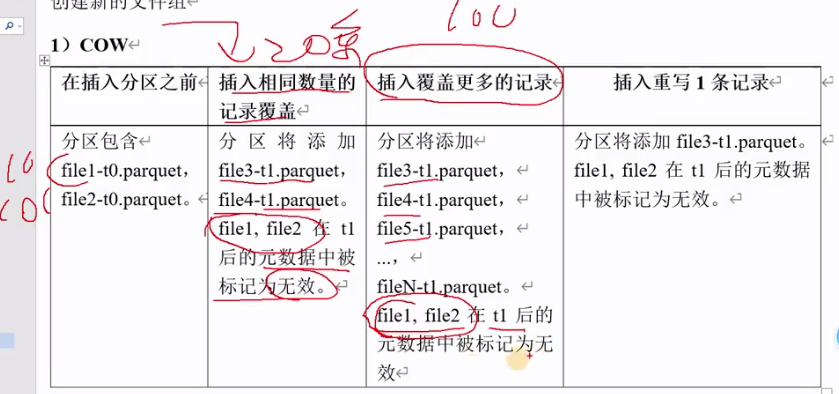 创建新的文件组
1）COW
20条
100
在插入分区之前
插入相同数量的
记录覆盖
插入覆盖更多的记录
插入重写 1 条记录
分区包含
file1-t0.parquet，
file2-t0.parquet。
10
10
分区将添加
file3-t1.parquet，
file4-t1.parquet。
file1, file2 在 t1
后的元数据中被
标记为无效。
分区将添加
file3-t1.parquet，
file4-t1.parquet，
file5-t1.parquet，
...，
fileN-t1.parquet。
file1, file2 在 t1 后的
元数据中被标记为无
效
分区将添加 file3-t1.parquet。
file1, file2 在 t1 后的元数据
中被标记为无效。